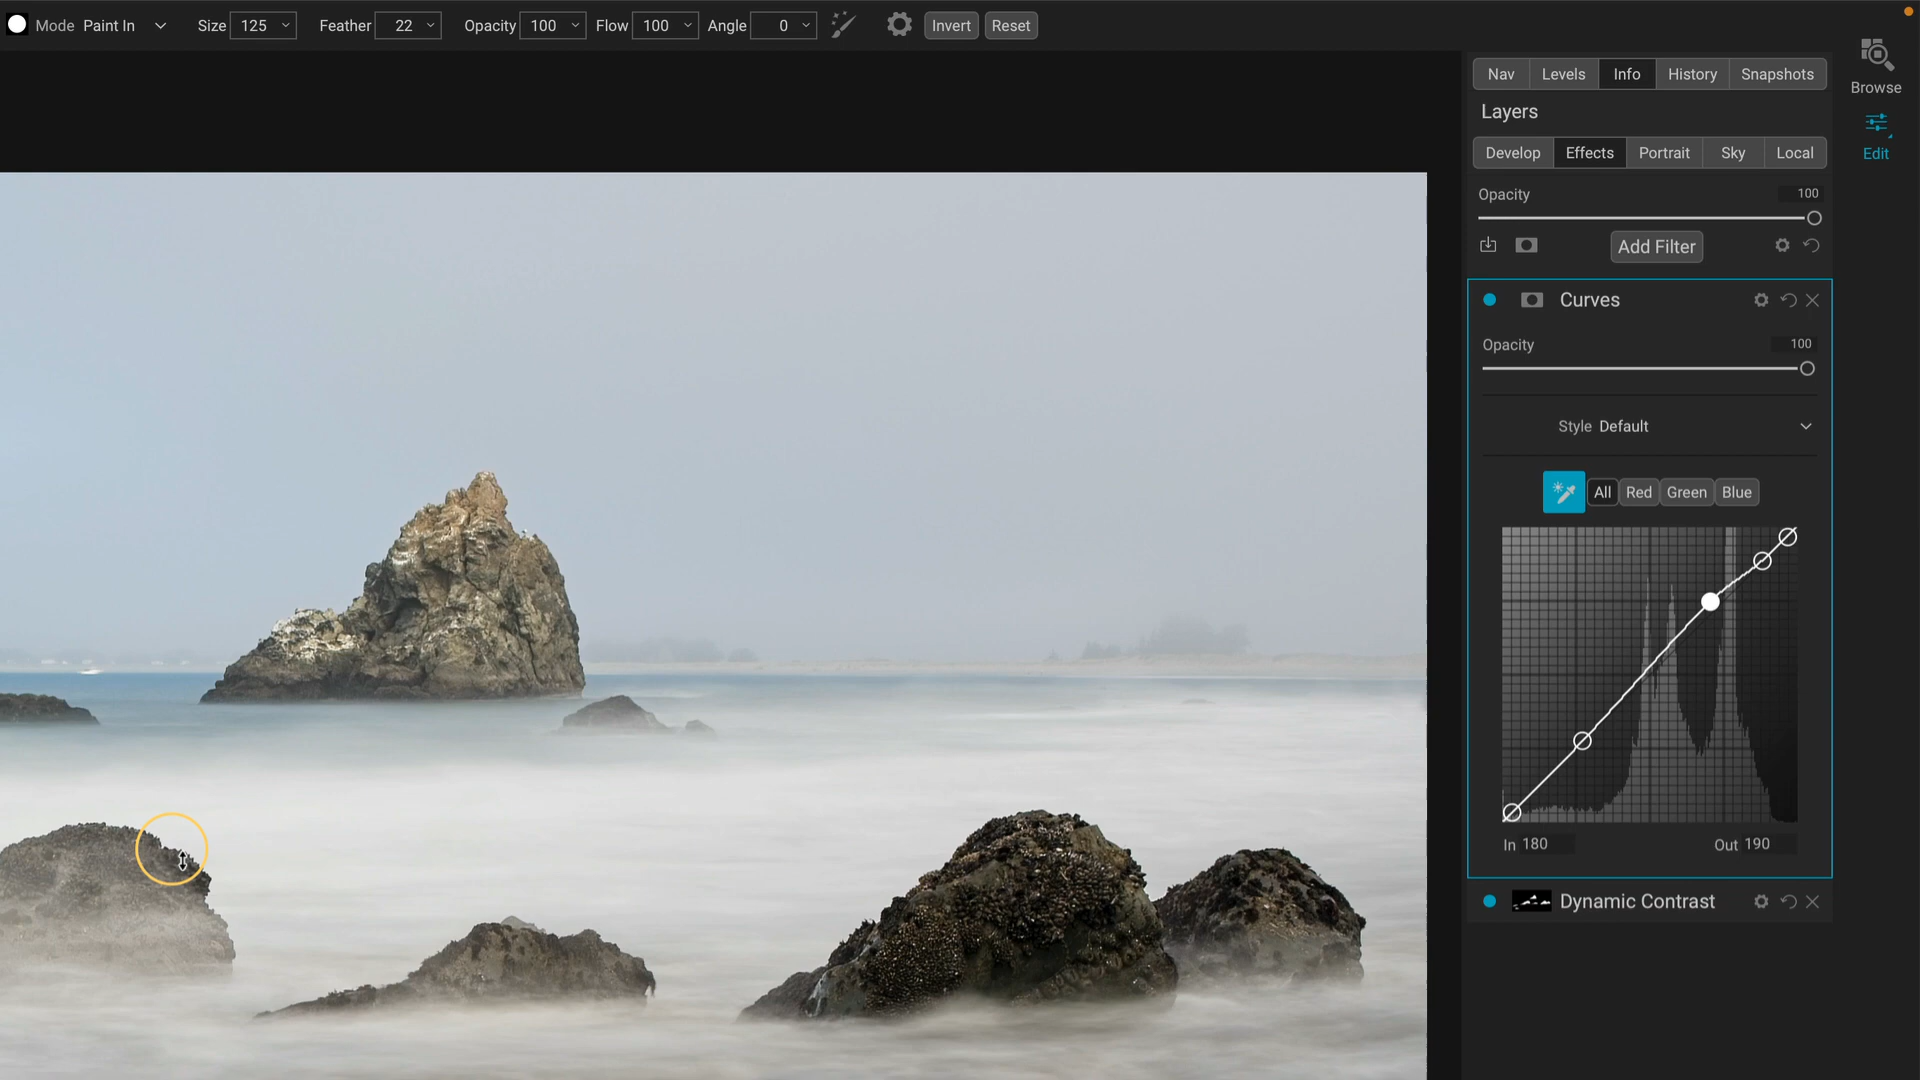 Mode Paint In Size 125 Feather 22 Opacity 100 Flow 100 Angle 0 Invert Reset
Nav Levels Info History Snapshots
Browse
Layers
Edit
Develop Effects Portrait Sky Local
Opacity 100
Add Filter
Curves
Opacity 100
Style Default
All Red Green Blue
In 180 Out 190
Dynamic Contrast